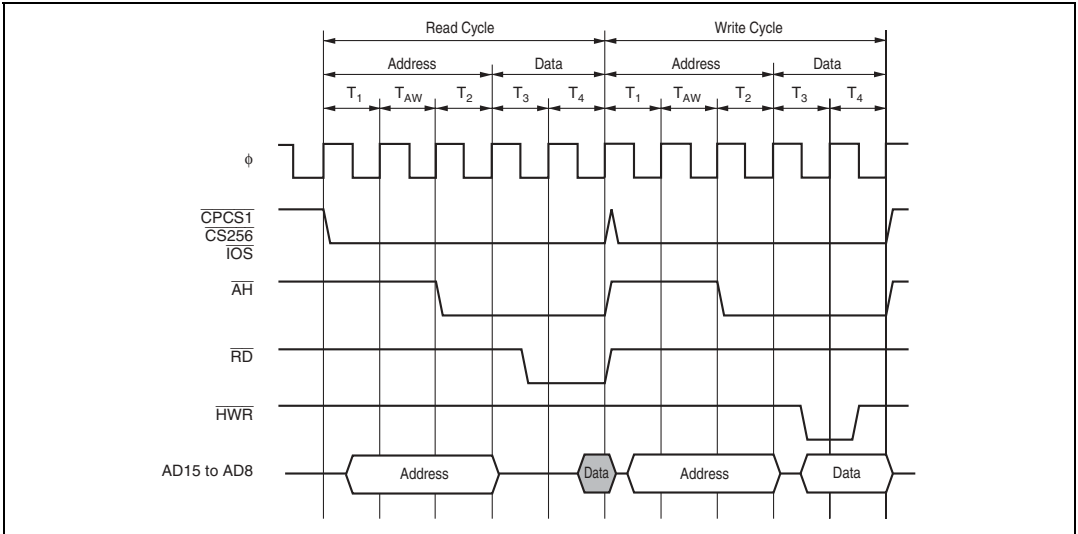 Read Cycle Write Cycle
Address Data Address Data
T1 TAW T2 T3 T4 T1 TAW T2 T3 T4
ϕ
CPCS1
CS256
IOS
AH
RD
HWR
AD15 to AD8 Address Data Address Data